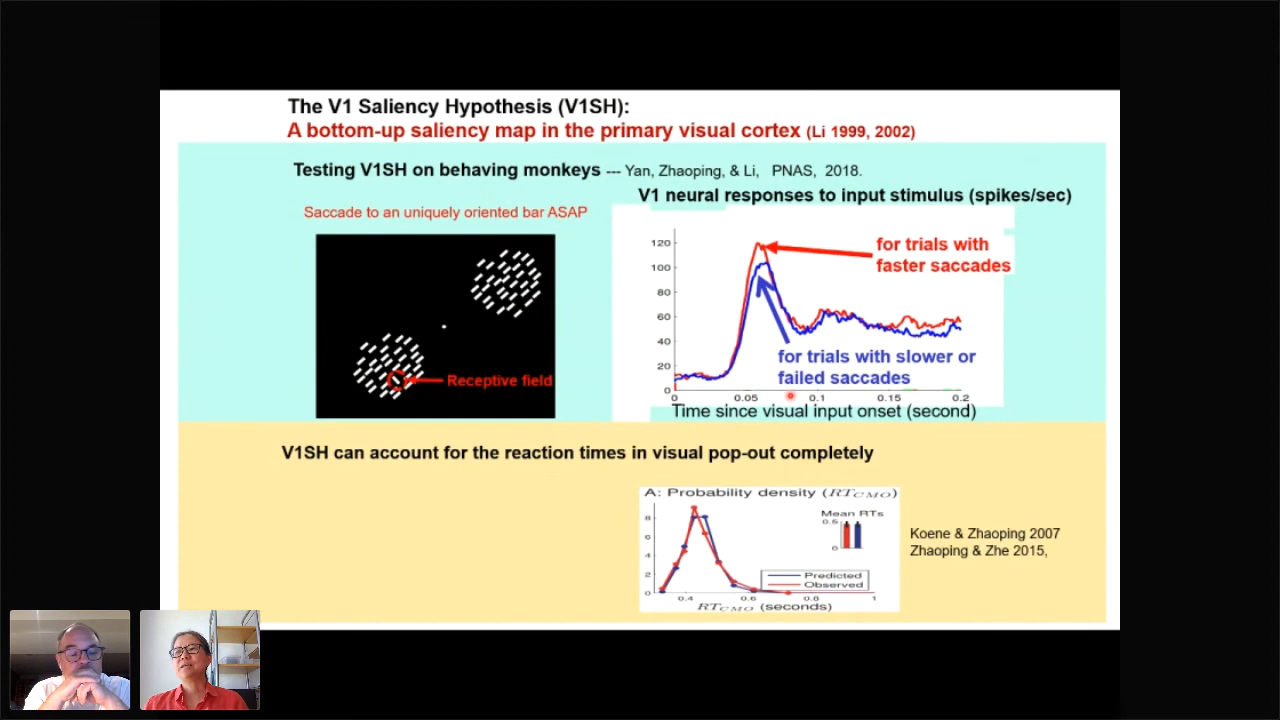 The V1 Saliency Hypothesis (V1SH):
A bottom-up saliency map in the primary visual cortex (Li 1999, 2002)
Testing V1SH on behaving monkeys --- Yan, Zhaoping, & Li, PNAS, 2018.
V1 neural responses to input stimulus (spikes/sec)
Saccade to an uniquely oriented bar ASAP
Receptive field
120
100
80
60
40
20
0
for trials with
faster saccades
for trials with slower or
failed saccades
0 0.05 0.1 0.15 0.2
Time since visual input onset (second)
V1SH can account for the reaction times in visual pop-out completely
A: Probability density (RT_CMO)
8
6
4
2
0
Mean RTs
0.5
0
Predicted
Observed
0.4 0.6 0.8 1
RT_CMO (seconds)
Koene & Zhaoping 2007
Zhaoping & Zhe 2015,